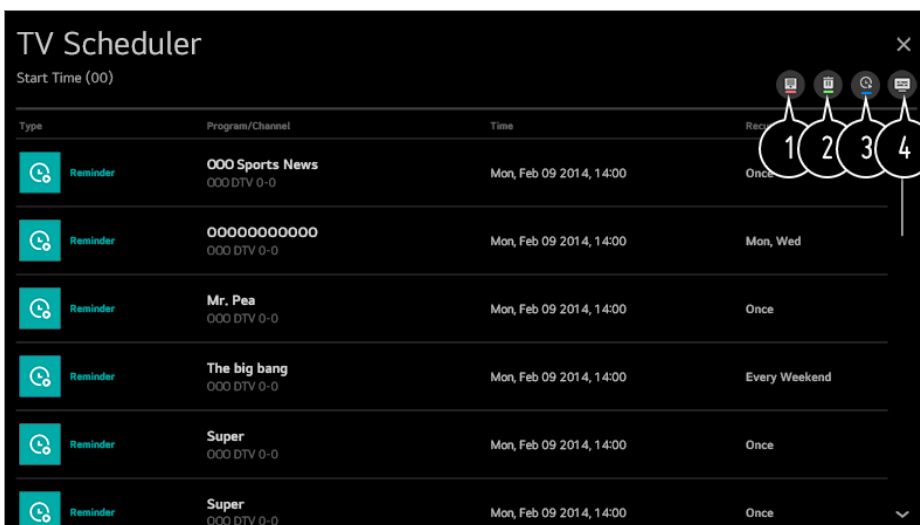 TV Scheduler
Start Time (00)
1 2 3 4
Type Program/Channel Time
Reminder OOO Sports News Mon, Feb 09 2014, 14:00 Once
OOO DTV 0-0
Reminder OOOOOOOOOOO Mon, Feb 09 2014, 14:00 Mon, Wed
OOO DTV 0-0
Reminder Mr. Pea Mon, Feb 09 2014, 14:00 Once
OOO DTV 0-0
Reminder The big bang Mon, Feb 09 2014, 14:00 Every Weekend
OOO DTV 0-0
Reminder Super Mon, Feb 09 2014, 14:00 Once
OOO DTV 0-0
Reminder Super Mon, Feb 09 2014, 14:00 Once
OOO DTV 0-0